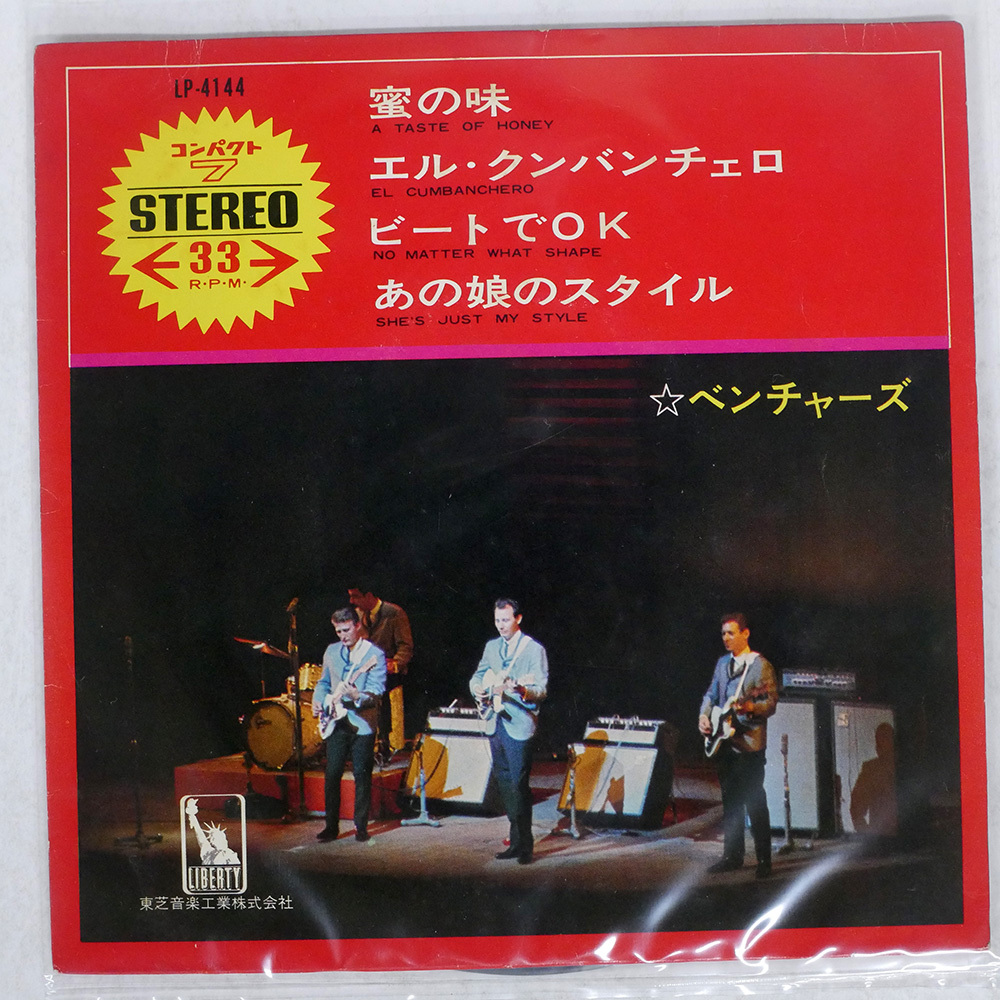 LP-4144
コンパクト
7
STEREO
33
R・P・M・
蜜の味
A TASTE OF HONEY
エル・クンバンチェロ
EL CUMBANCHERO
ビートでOK
NO MATTER WHAT SHAPE
あの娘のスタイル
SHE'S JUST MY STYLE
☆ベンチャーズ
LIBERTY
東芝音楽工業株式会社